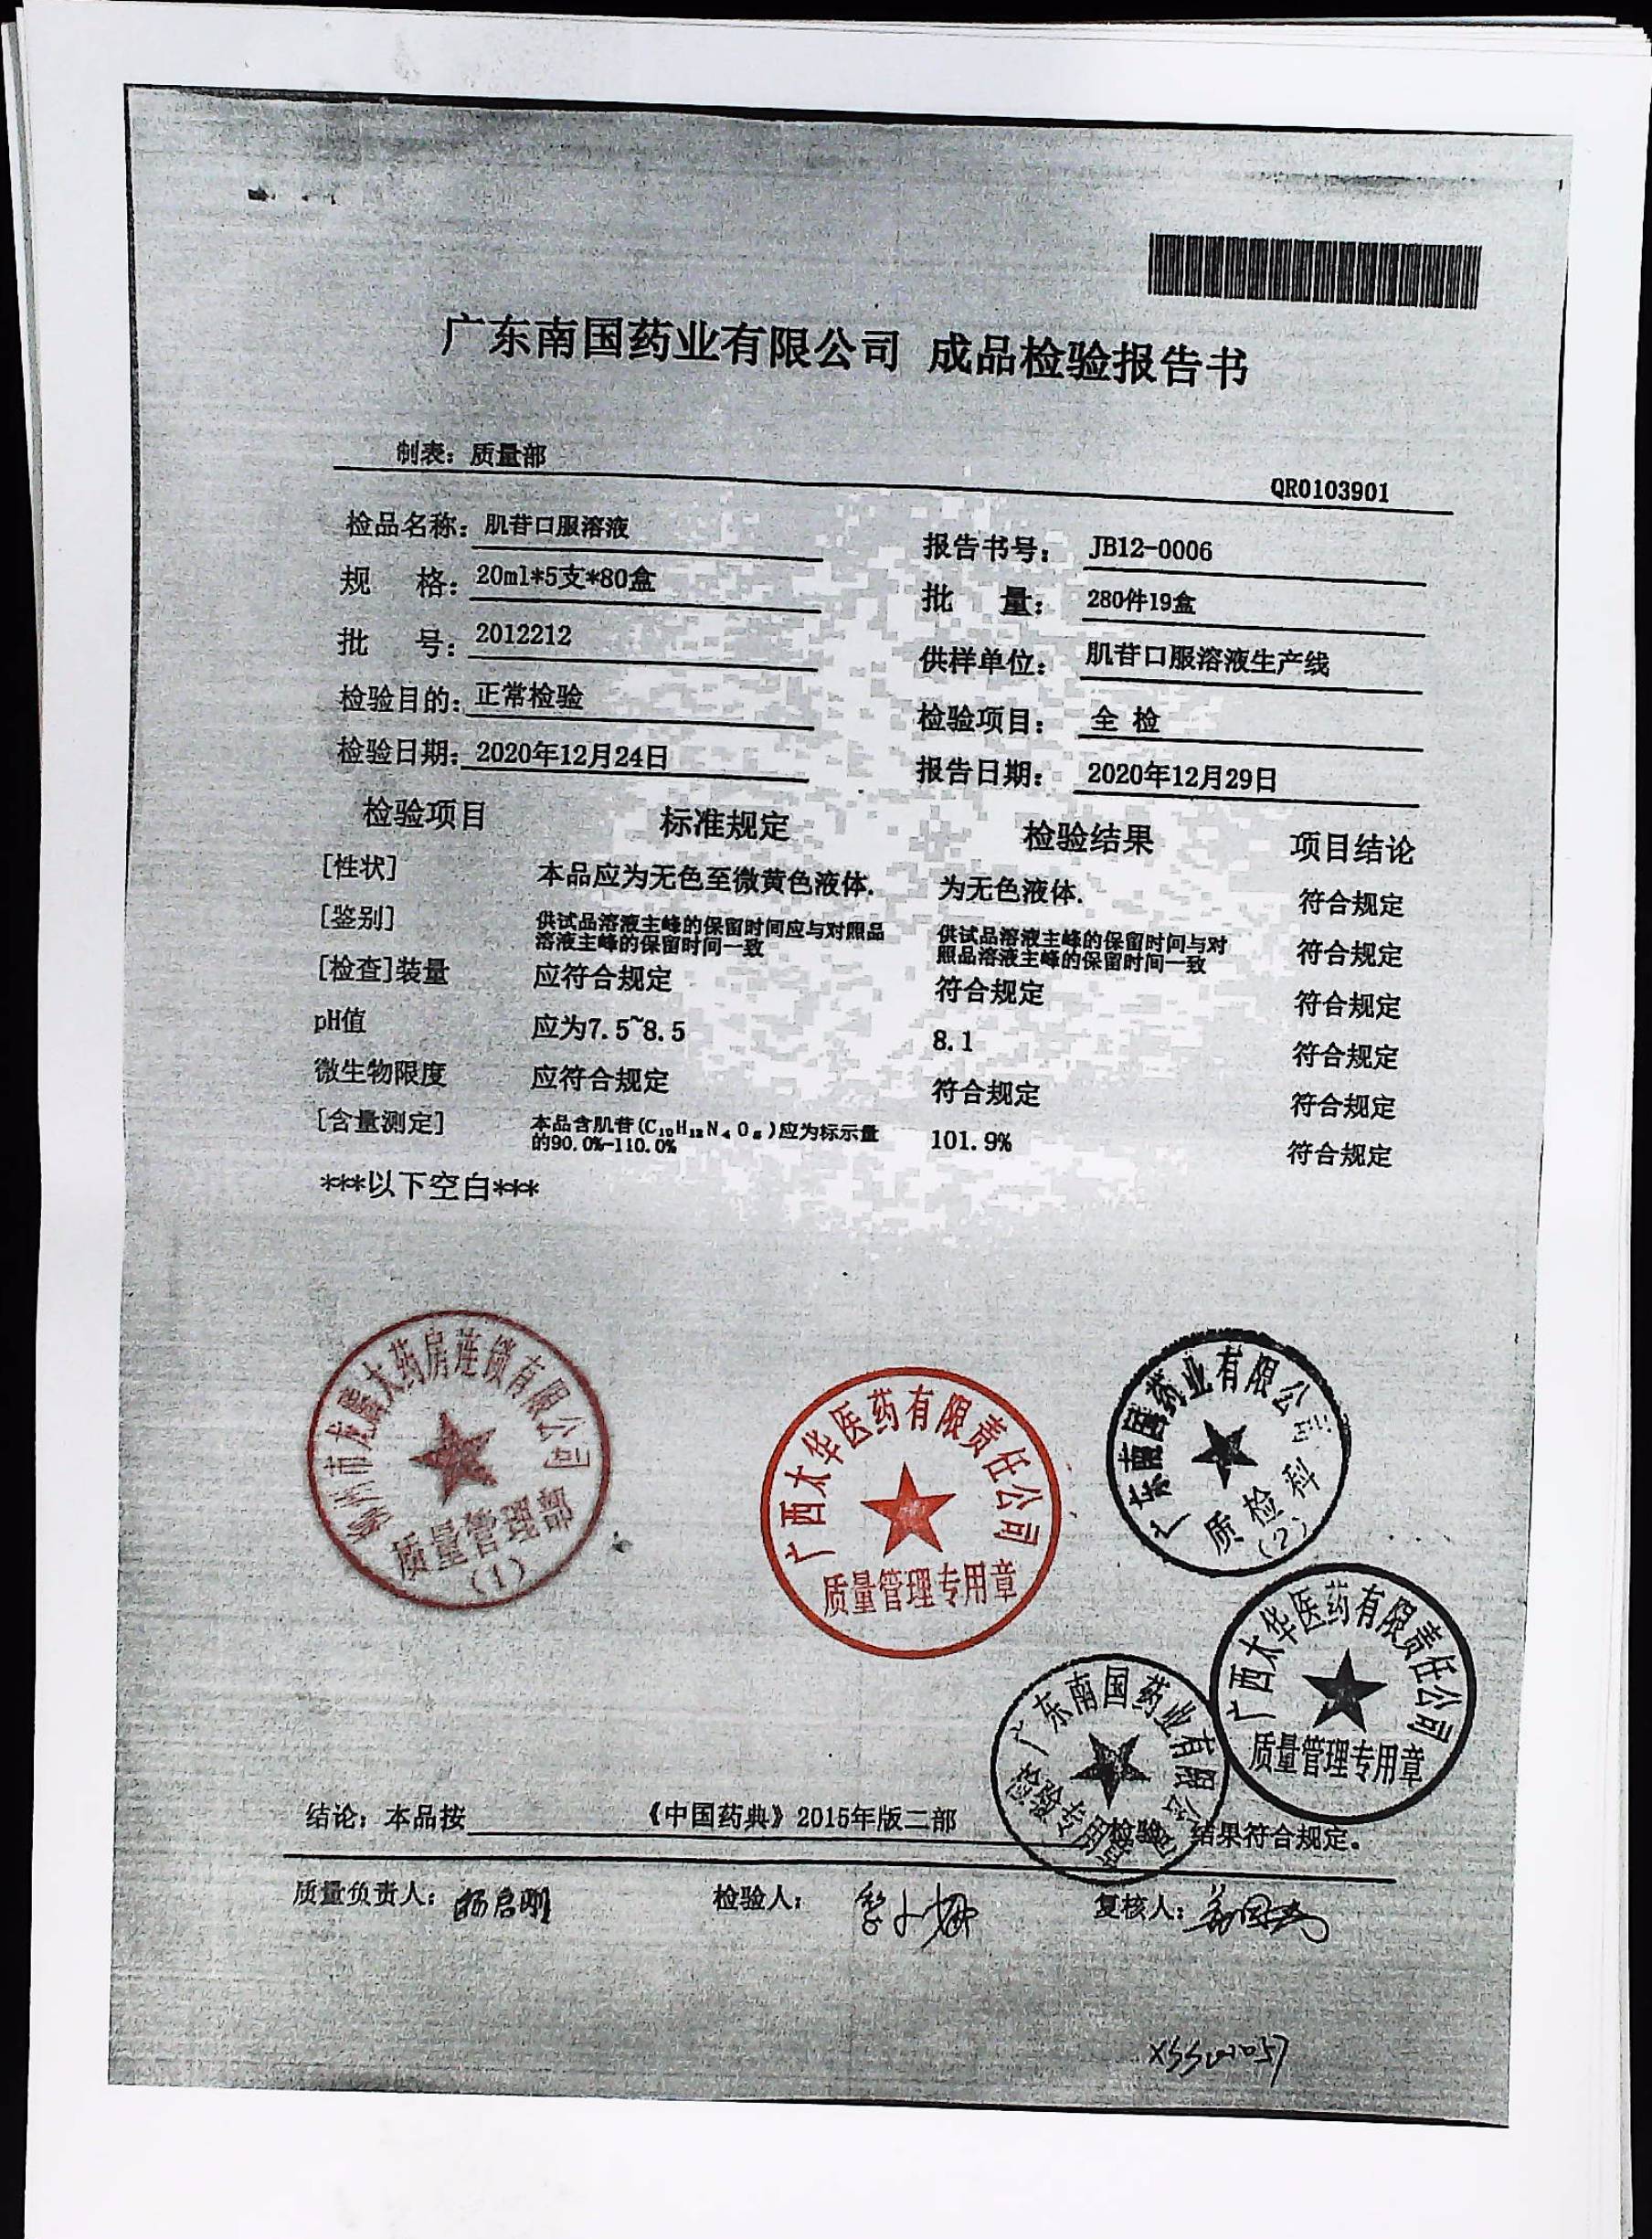 广东南国药业有限公司 成品检验报告书
制表：质量部
QR0103901
检品名称：肌苷口服溶液 报告书号： JB12-0006
规 格：20ml*5支*80盒 批 量： 280件19盒
批 号：2012212 供样单位： 肌苷口服溶液生产线
检验目的：正常检验 检验项目： 全 检
检验日期：2020年12月24日 报告日期： 2020年12月29日
检验项目 标准规定 检验结果 项目结论
[性状] 本品应为无色至微黄色液体. 为无色液体. 符合规定
[鉴别] 供试品溶液主峰的保留时间应与对照品 供试品溶液主峰的保留时间与对 符合规定
溶液主峰的保留时间一致 照品溶液主峰的保留时间一致
[检查]装量 应符合规定 符合规定 符合规定
pH值 应为7.5~8.5 8.1 符合规定
微生物限度 应符合规定 符合规定 符合规定
[含量测定] 本品含肌苷(C₁₀H₁₂N₄O₅)应为标示量 101.9% 符合规定
的90.0%-110.0%
***以下空白***
大药房连锁有限公司
质量管理部
(1)
广西太华医药有限责任公司
质量管理专用章
广东南国药业有限公司
质检科
(2)
广西太华医药有限责任公司
质量管理专用章
广东南国药业有限公司
检验专用章
结论：本品按 《中国药典》2015年版二部 检验 结果符合规定。
质量负责人： 检验人： 复核人：